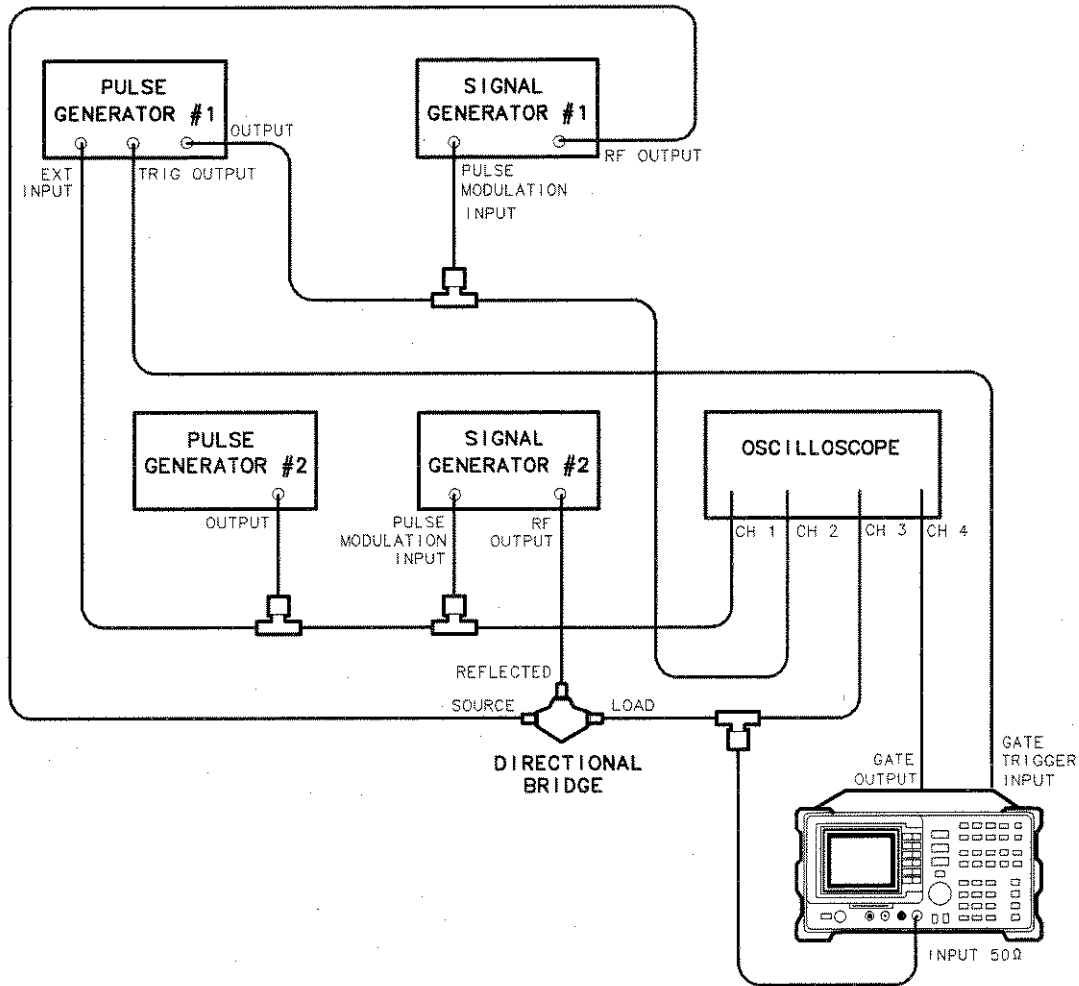 PULSE
GENERATOR #1
OUTPUT
EXT
INPUT
TRIG OUTPUT
SIGNAL
GENERATOR #1
RF OUTPUT
PULSE
MODULATION
INPUT
PULSE
GENERATOR #2
OUTPUT
SIGNAL
GENERATOR #2
PULSE
MODULATION
INPUT
RF
OUTPUT
OSCILLOSCOPE
CH 1
CH 2
CH 3
CH 4
REFLECTED
SOURCE
LOAD
DIRECTIONAL
BRIDGE
GATE
OUTPUT
GATE
TRIGGER
INPUT
INPUT 50Ω